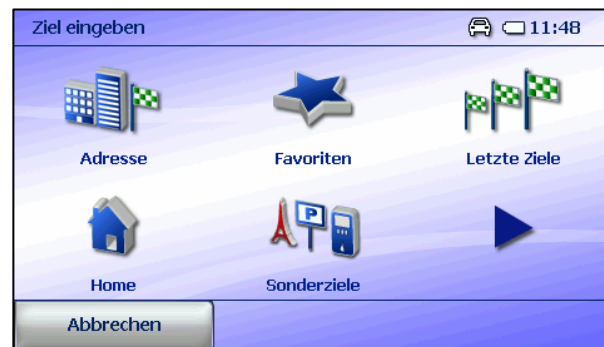 Ziel eingeben 11:48
Adresse Favoriten Letzte Ziele
P
Home Sonderziele
Abbrechen